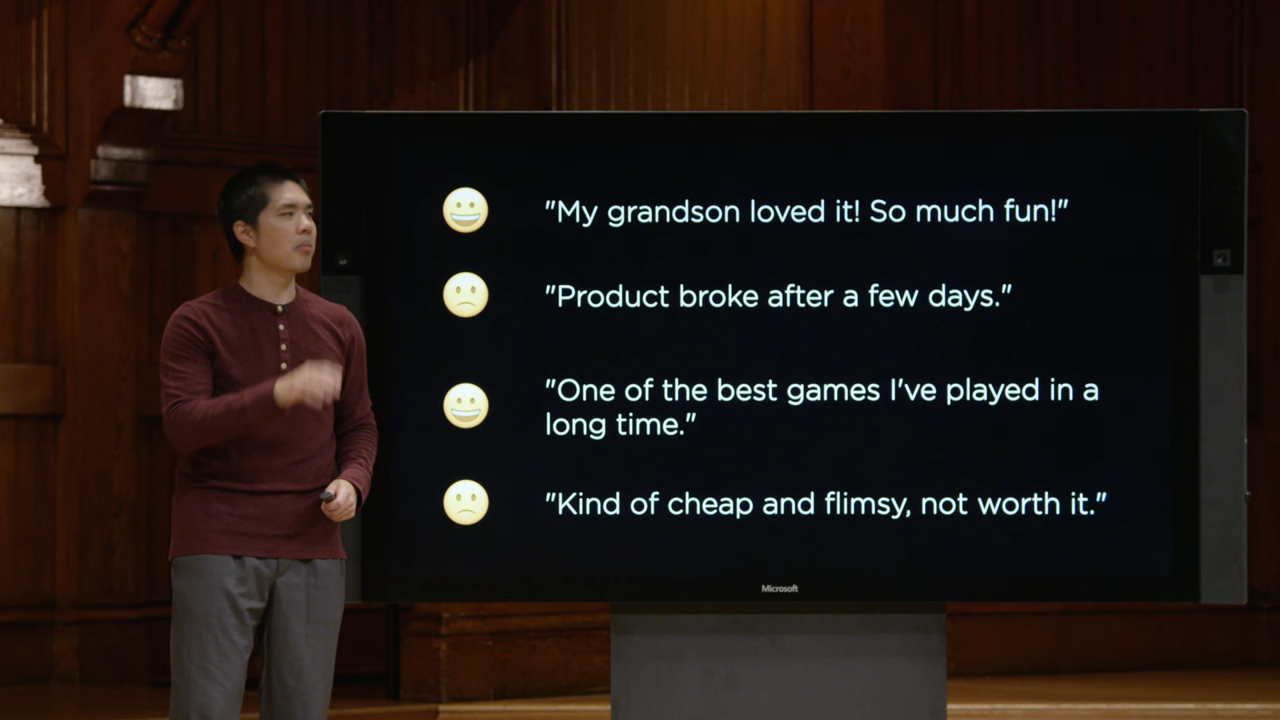 "My grandson loved it! So much fun!"
"Product broke after a few days."
"One of the best games I've played in a
long time."
"Kind of cheap and flimsy, not worth it."
Microsoft